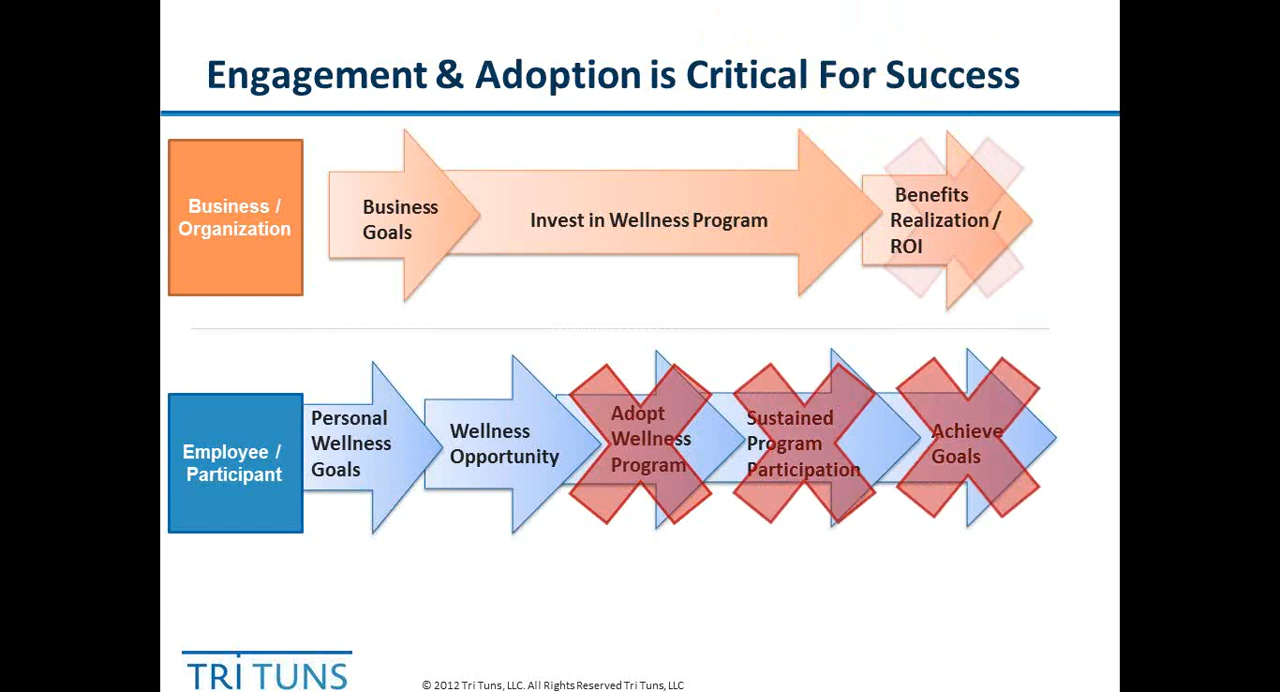 Engagement & Adoption is Critical For Success
Business /
Organization
Business
Goals
Invest in Wellness Program
Benefits
Realization /
ROI
Employee /
Participant
Personal
Wellness
Goals
Wellness
Opportunity
Adopt
Wellness
Program
Sustained
Program
Participation
Achieve
Goals
TRi TUNS
© 2012 Tri Tuns, LLC. All Rights Reserved Tri Tuns, LLC